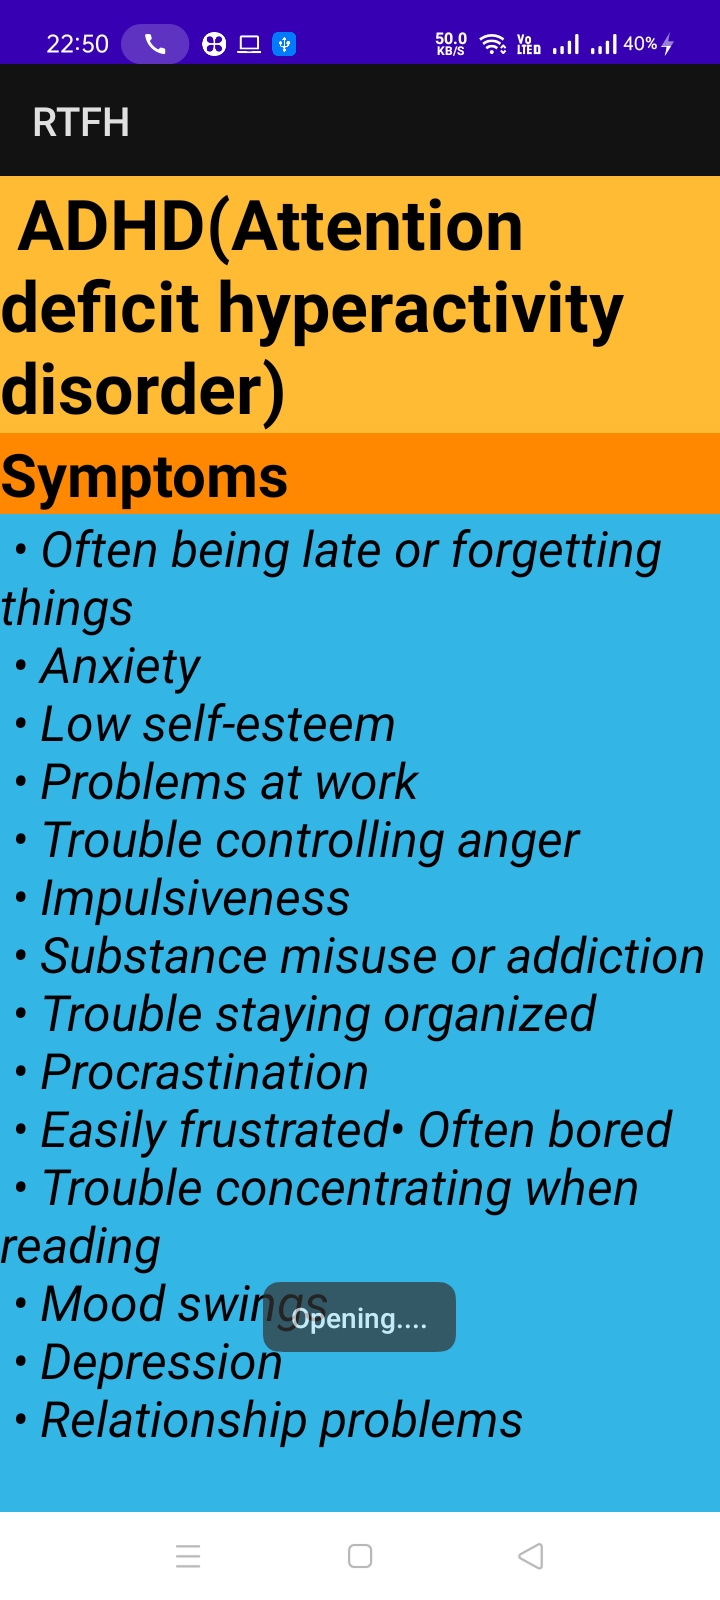 22:50 50.0 KB/S Vo LTE 40%
RTFH
ADHD(Attention
deficit hyperactivity
disorder)
Symptoms
• Often being late or forgetting
things
• Anxiety
• Low self-esteem
• Problems at work
• Trouble controlling anger
• Impulsiveness
• Substance misuse or addiction
• Trouble staying organized
• Procrastination
• Easily frustrated• Often bored
• Trouble concentrating when
reading
• Mood swings
Opening....
• Depression
• Relationship problems